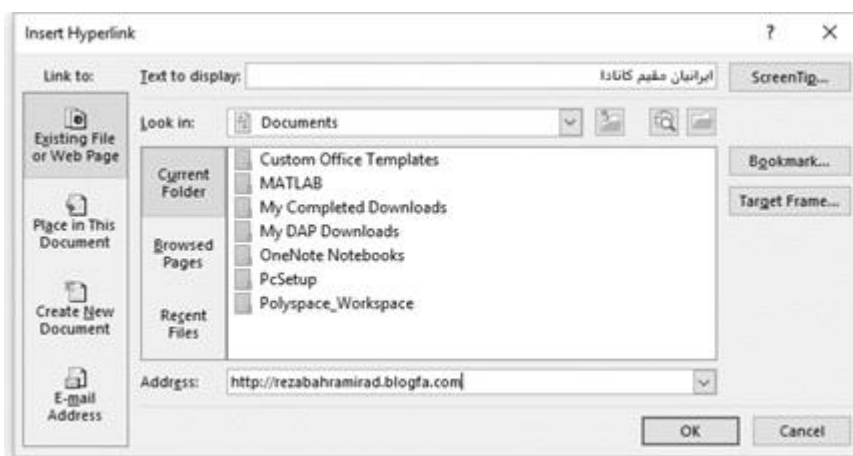 Insert Hyperlink ? ×
Link to: Text to display: ایرانیان مقیم کانادا ScreenTip...
Existing File or Web Page
Look in: Documents
Current Folder
Custom Office Templates
MATLAB
My Completed Downloads
My DAP Downloads
OneNote Notebooks
PcSetup
Polyspace_Workspace
Bookmark...
Target Frame...
Place in This Document
Browsed Pages
Create New Document
Recent Files
E-mail Address
Address: http://rezabahramirad.blogfa.com
OK Cancel